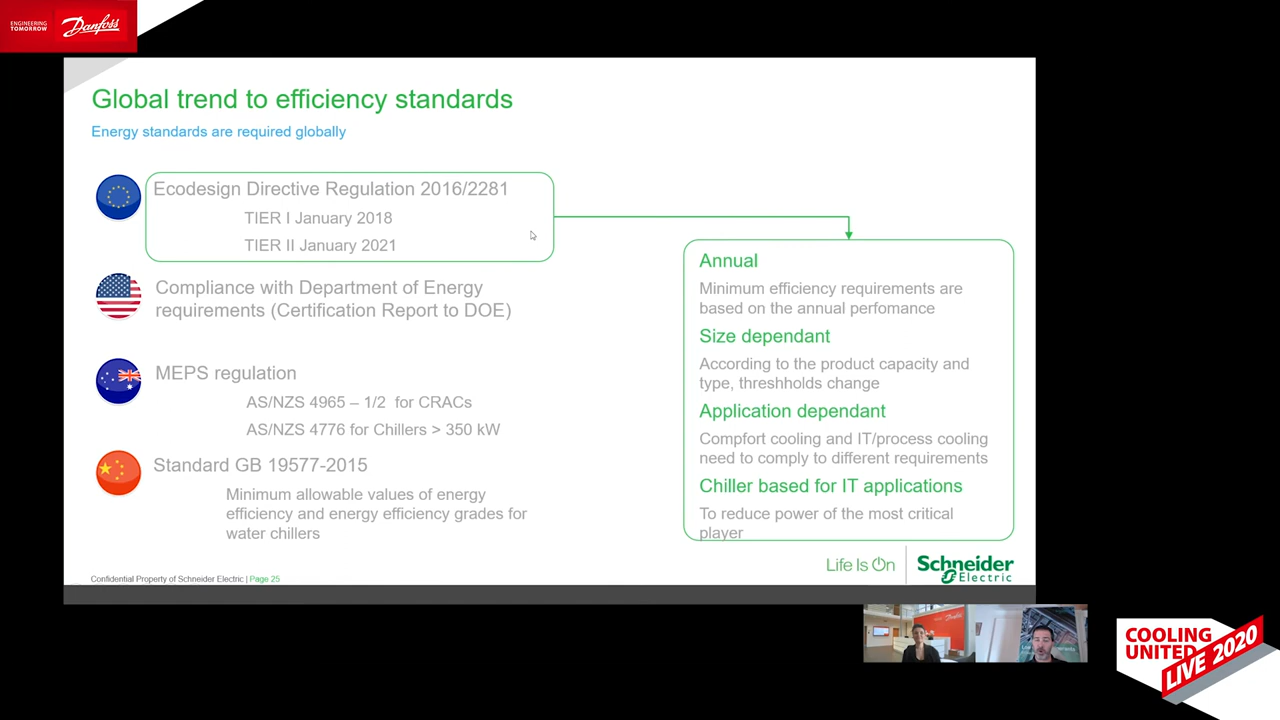 ENGINEERING
TOMORROW
Danfoss
Global trend to efficiency standards
Energy standards are required globally
Ecodesign Directive Regulation 2016/2281
TIER I January 2018
TIER II January 2021
Compliance with Department of Energy
requirements (Certification Report to DOE)
MEPS regulation
AS/NZS 4965 – 1/2 for CRACs
AS/NZS 4776 for Chillers > 350 kW
Standard GB 19577-2015
Minimum allowable values of energy
efficiency and energy efficiency grades for
water chillers
Annual
Minimum efficiency requirements are
based on the annual perfomance
Size dependant
According to the product capacity and
type, threshholds change
Application dependant
Compfort cooling and IT/process cooling
need to comply to different requirements
Chiller based for IT applications
To reduce power of the most critical
player
Confidential Property of Schneider Electric | Page 25
Life Is On
Schneider
Electric
COOLING
UNITED
LIVE 2020